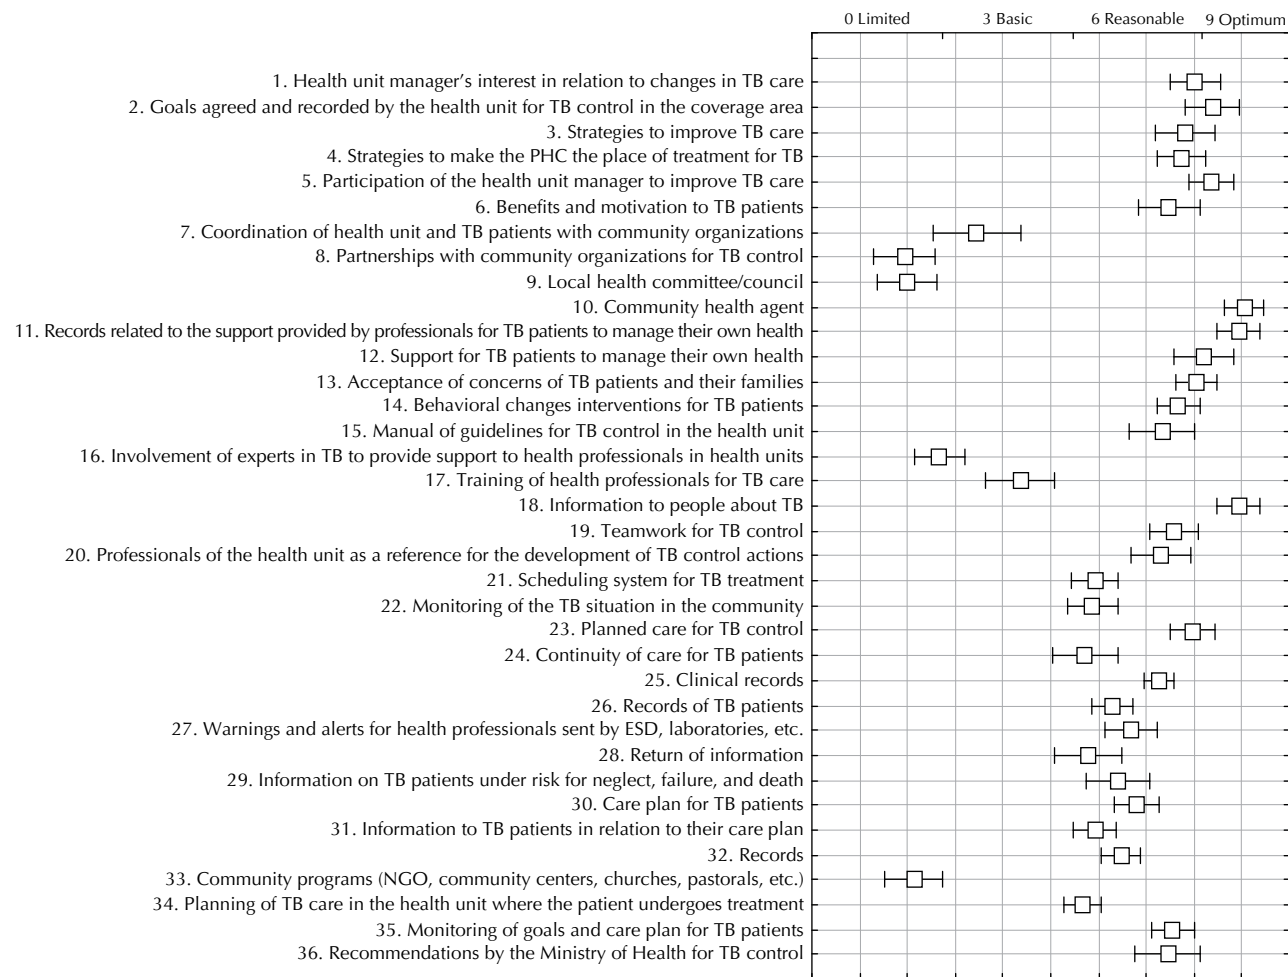 0 Limited 3 Basic 6 Reasonable 9 Optimum
1. Health unit manager's interest in relation to changes in TB care
2. Goals agreed and recorded by the health unit for TB control in the coverage area
3. Strategies to improve TB care
4. Strategies to make the PHC the place of treatment for TB
5. Participation of the health unit manager to improve TB care
6. Benefits and motivation to TB patients
7. Coordination of health unit and TB patients with community organizations
8. Partnerships with community organizations for TB control
9. Local health committee/council
10. Community health agent
11. Records related to the support provided by professionals for TB patients to manage their own health
12. Support for TB patients to manage their own health
13. Acceptance of concerns of TB patients and their families
14. Behavioral changes interventions for TB patients
15. Manual of guidelines for TB control in the health unit
16. Involvement of experts in TB to provide support to health professionals in health units
17. Training of health professionals for TB care
18. Information to people about TB
19. Teamwork for TB control
20. Professionals of the health unit as a reference for the development of TB control actions
21. Scheduling system for TB treatment
22. Monitoring of the TB situation in the community
23. Planned care for TB control
24. Continuity of care for TB patients
25. Clinical records
26. Records of TB patients
27. Warnings and alerts for health professionals sent by ESD, laboratories, etc.
28. Return of information
29. Information on TB patients under risk for neglect, failure, and death
30. Care plan for TB patients
31. Information to TB patients in relation to their care plan
32. Records
33. Community programs (NGO, community centers, churches, pastorals, etc.)
34. Planning of TB care in the health unit where the patient undergoes treatment
35. Monitoring of goals and care plan for TB patients
36. Recommendations by the Ministry of Health for TB control